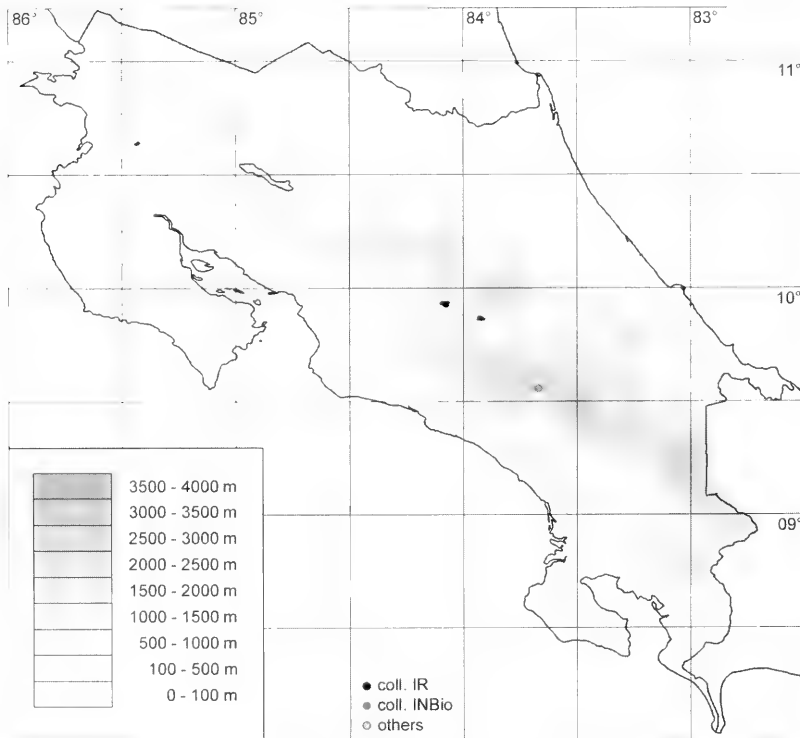 86° 85° 84° 83°
11°
10°
09°
3500 - 4000 m
3000 - 3500 m
2500 - 3000 m
2000 - 2500 m
1500 - 2000 m
1000 - 1500 m
500 - 1000 m
100 - 500 m
0 - 100 m
coll. IR
coll. INBio
others